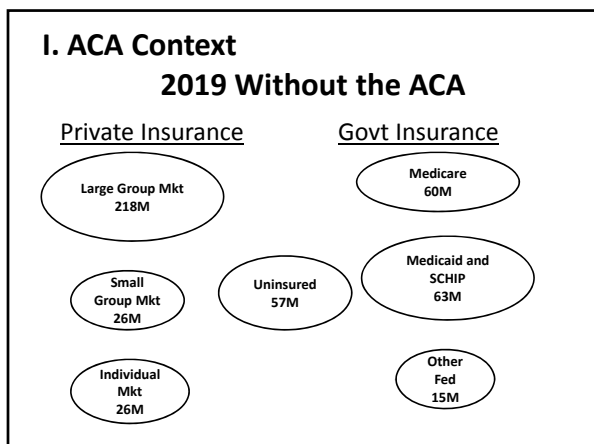 I. ACA Context
2019 Without the ACA
Private Insurance
Govt Insurance
Large Group Mkt
218M
Medicare
60M
Small
Group Mkt
26M
Uninsured
57M
Medicaid and
SCHIP
63M
Individual
Mkt
26M
Other
Fed
15M